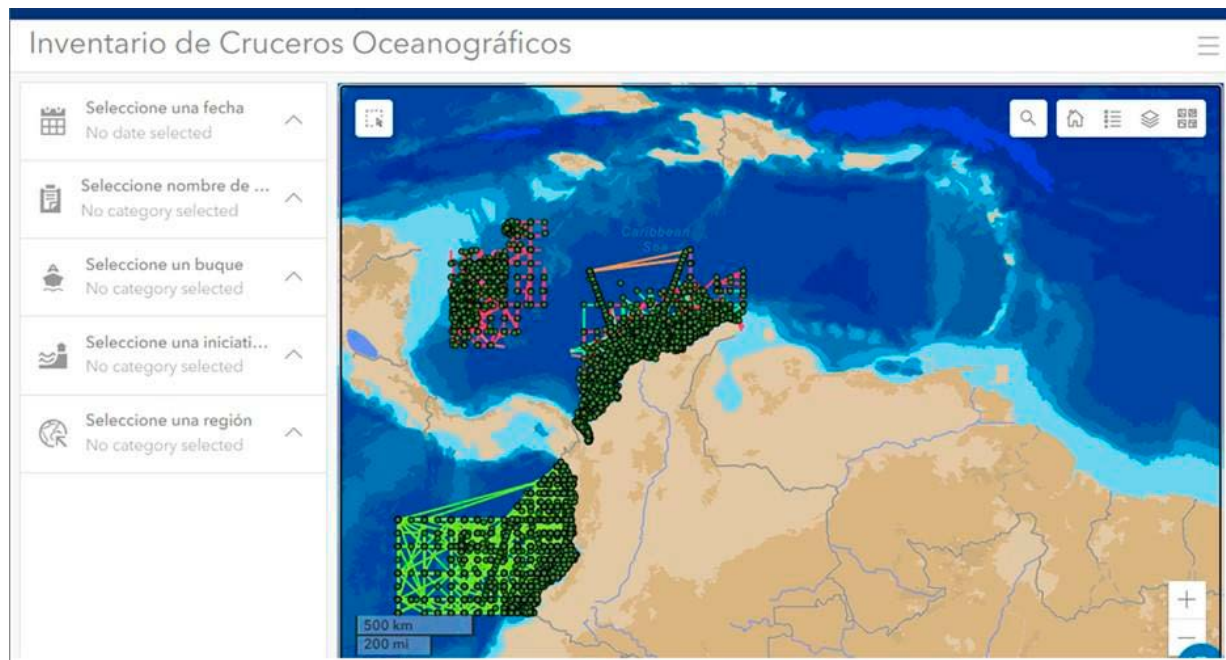 Inventario de Cruceros Oceanográficos
Seleccione una fecha
No date selected
Seleccione nombre de ...
No category selected
Seleccione un buque
No category selected
Seleccione una iniciati...
No category selected
Seleccione una región
No category selected
Caribbean
Sea
500 km
200 mi